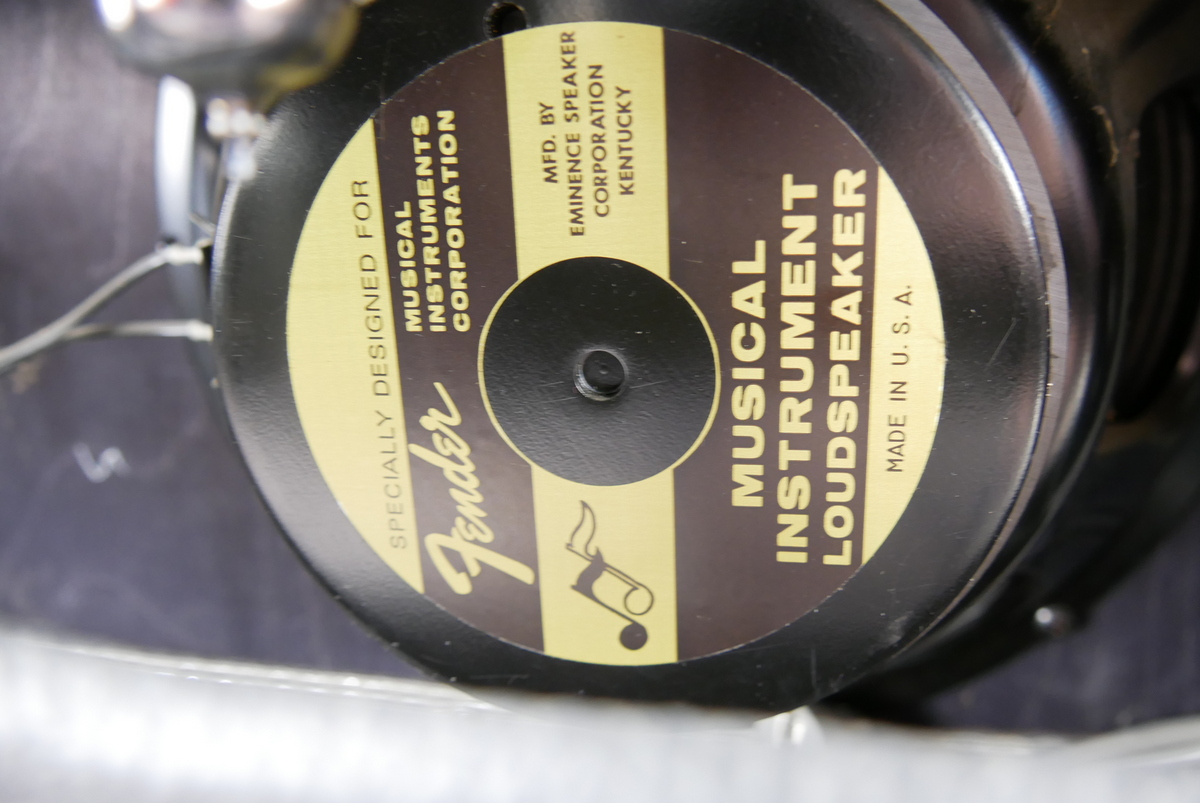 SPECIALLY DESIGNED FOR
Fender
MUSICAL
INSTRUMENTS
CORPORATION
MFD. BY
EMINENCE SPEAKER
CORPORATION
KENTUCKY
MUSICAL
INSTRUMENT
LOUDSPEAKER
MADE IN U. S. A.